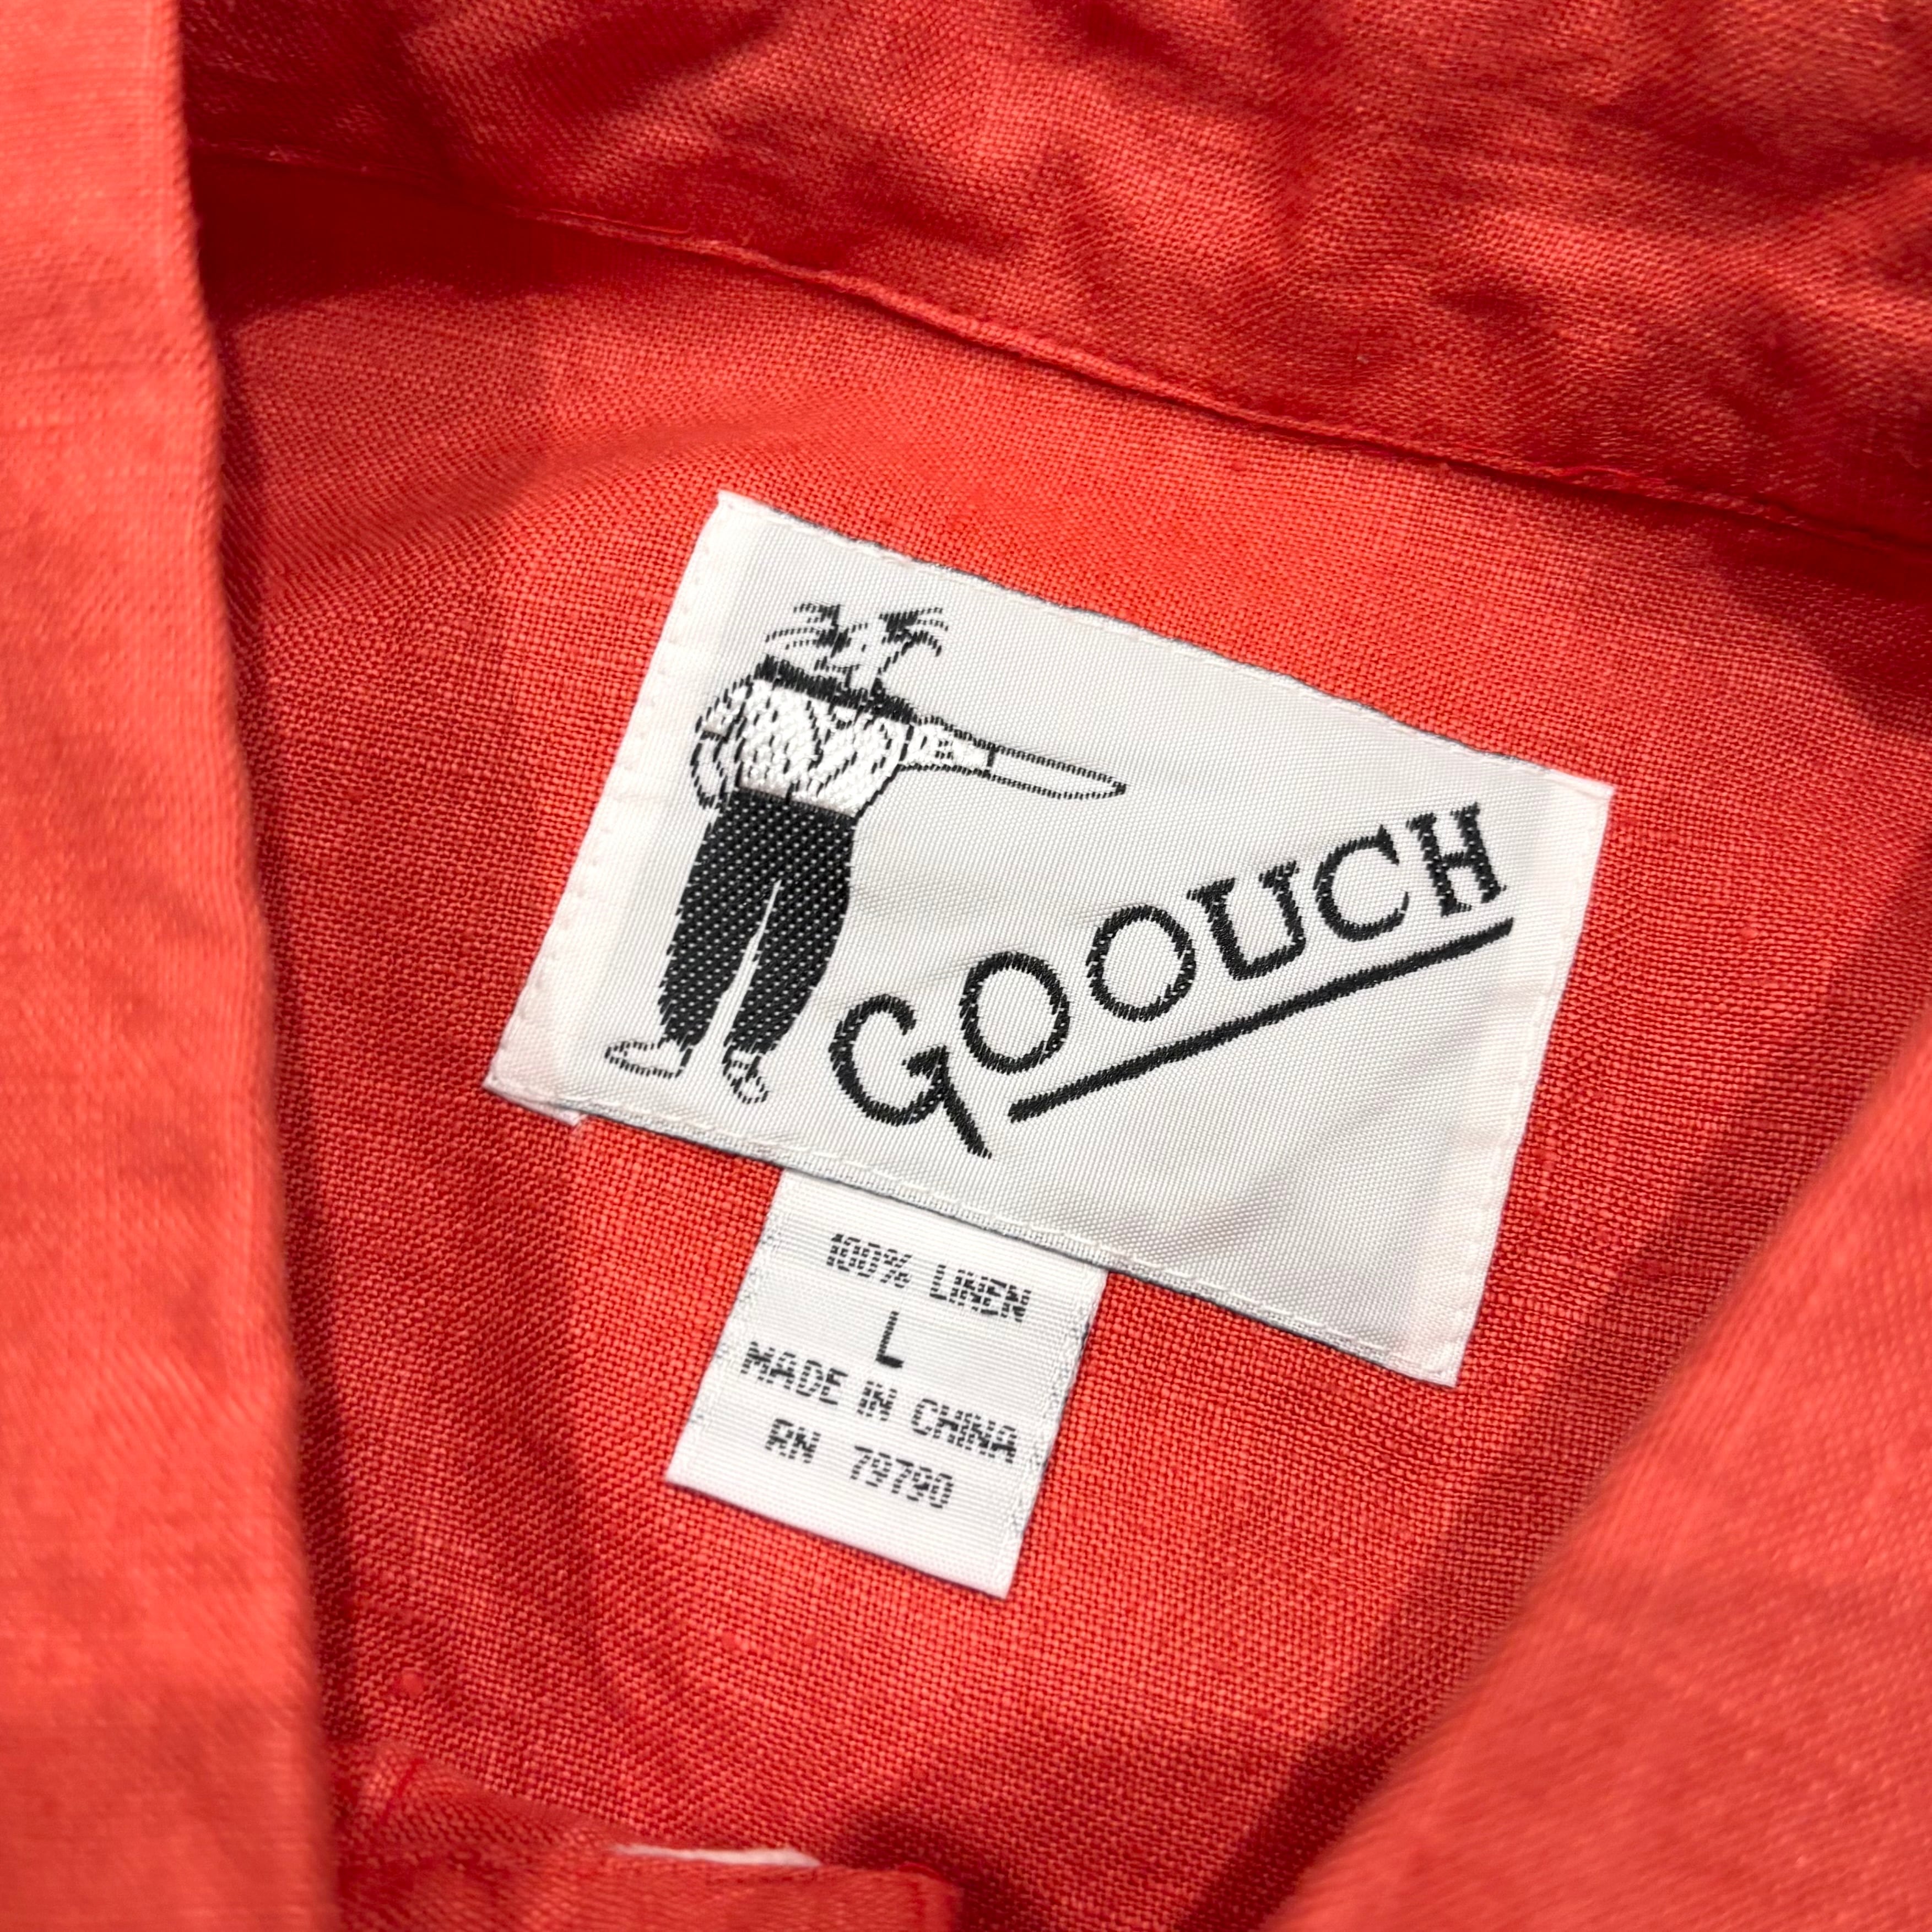 GOOUCH
100% LINEN
L
MADE IN CHINA
RN 79790